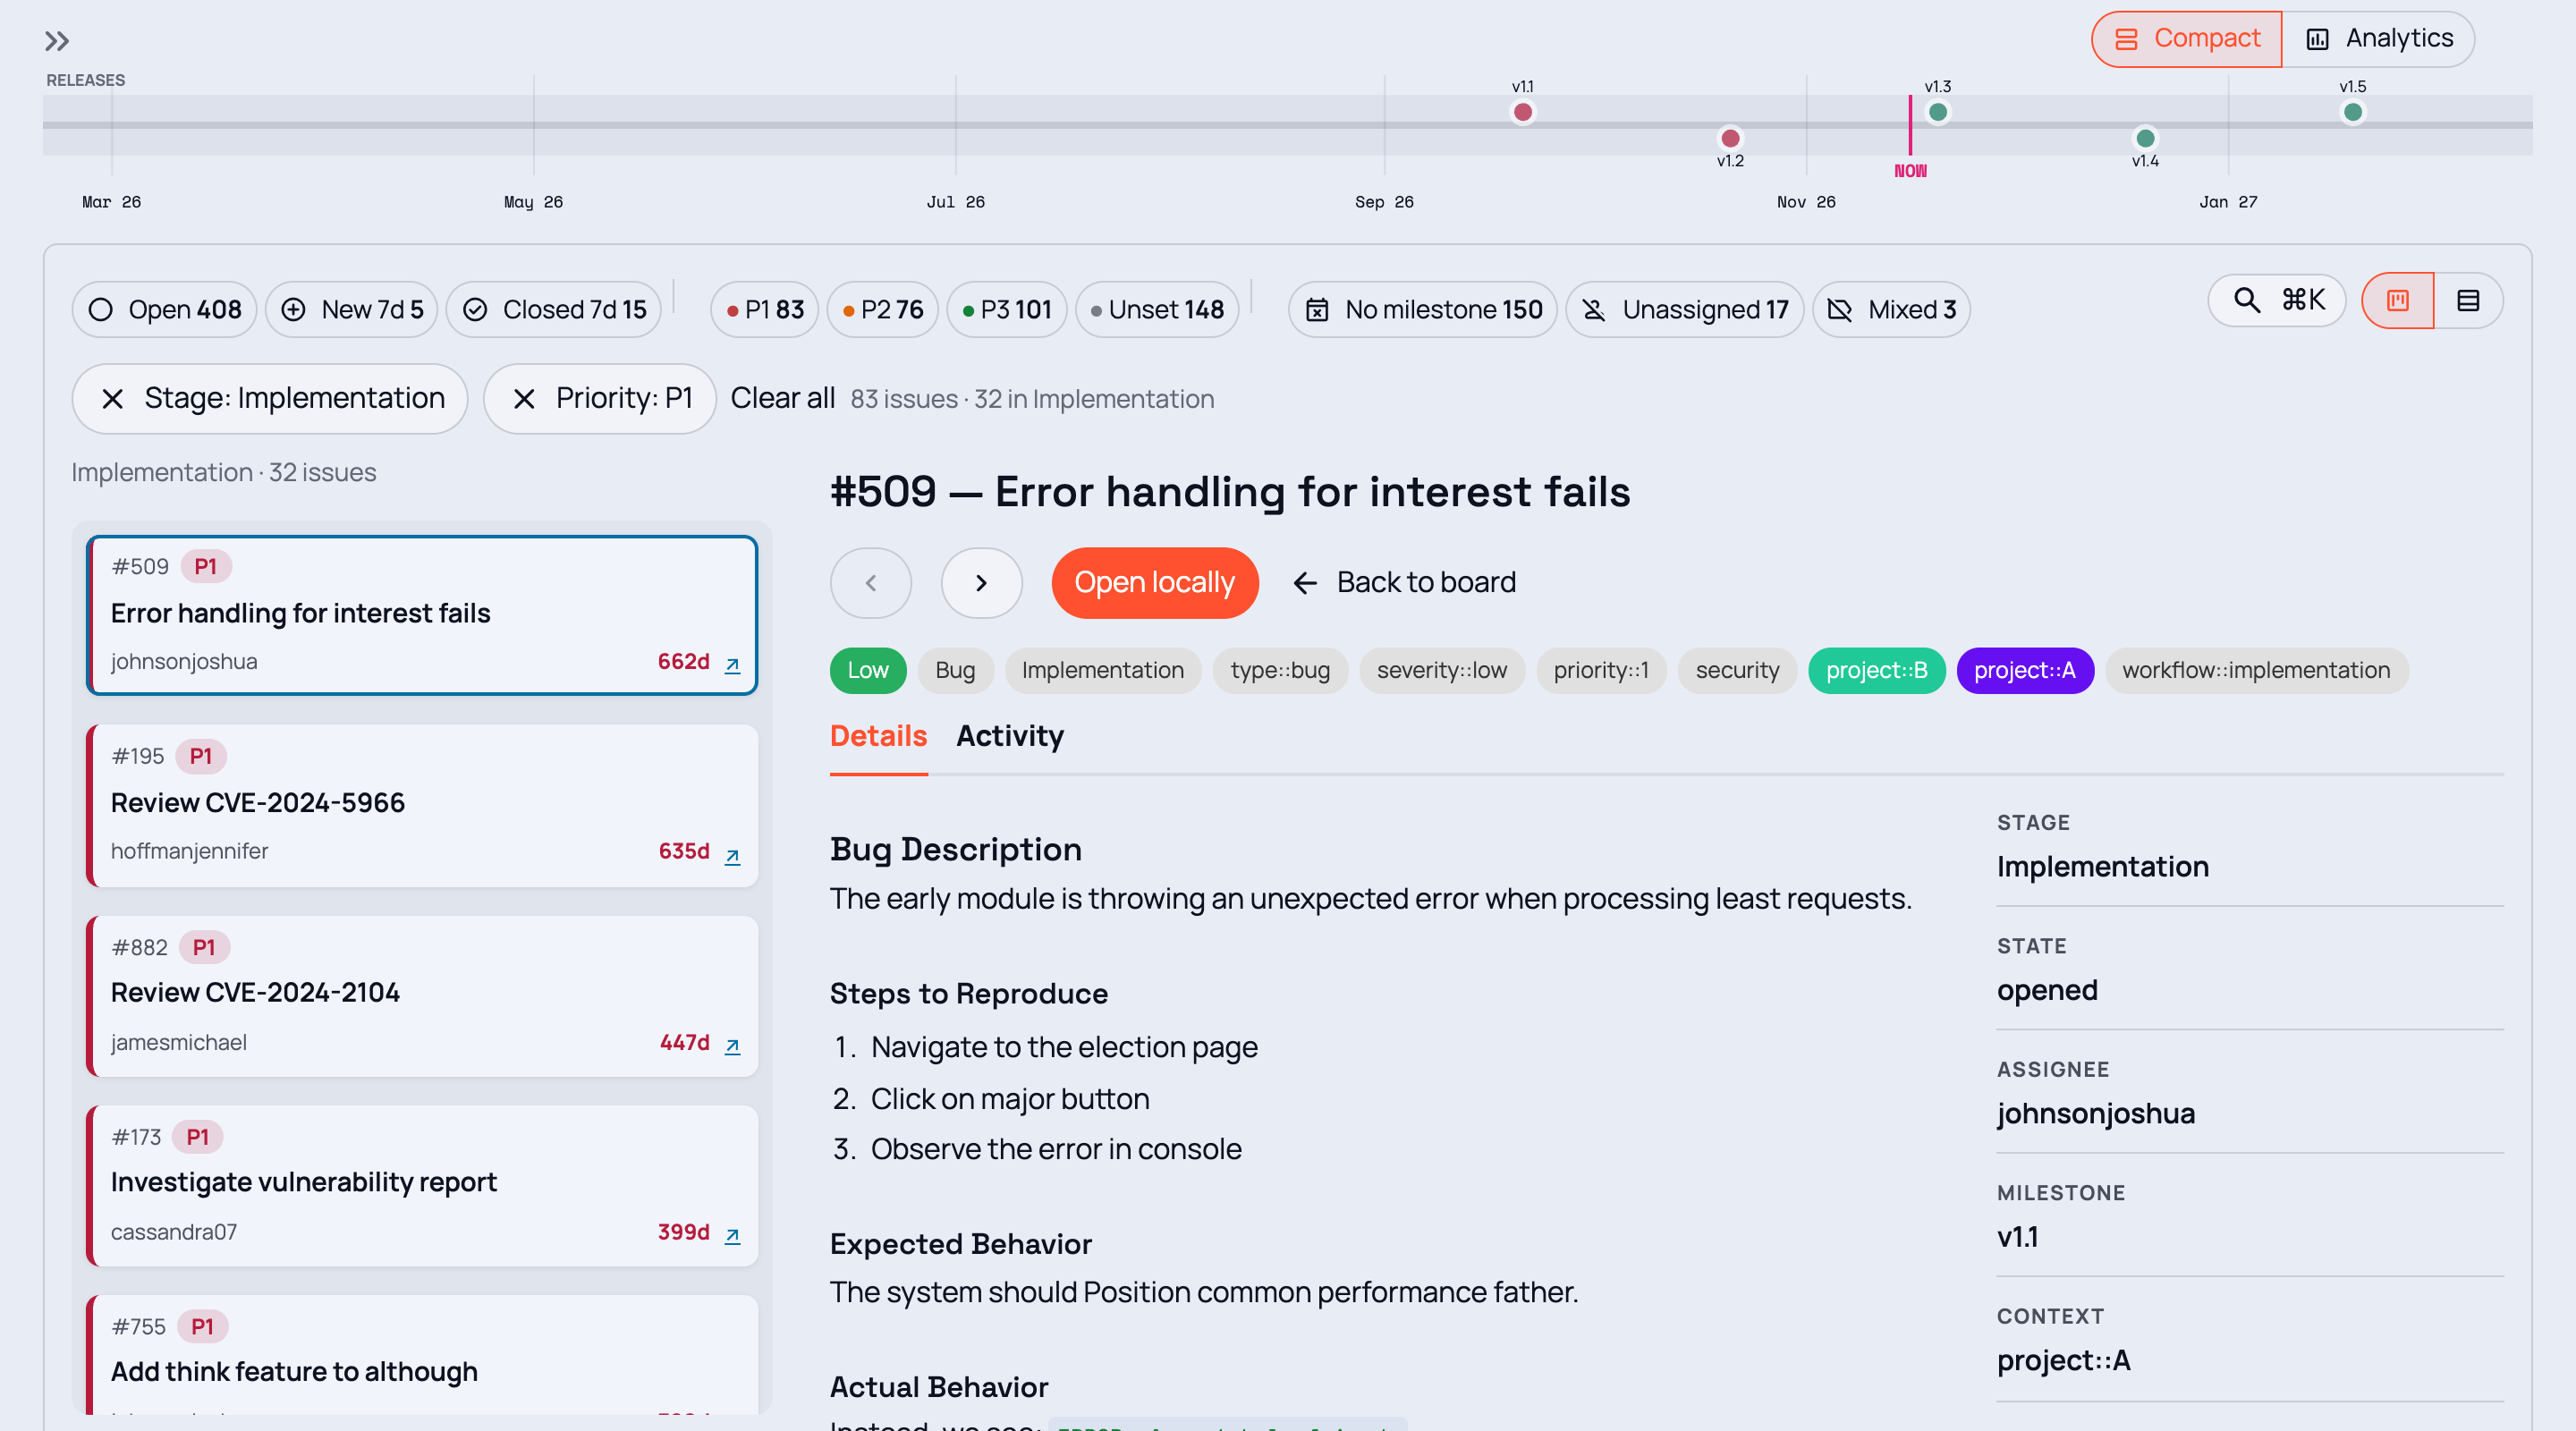 Compact
Analytics
RELEASES
v1.1
v1.3
v1.5
v1.2
v1.4
NOW
Mar 26
May 26
Jul 26
Sep 26
Nov 26
Jan 27
Open 408
New 7d 5
Closed 7d 15
P1 83
P2 76
P3 101
Unset 148
No milestone 150
Unassigned 17
Mixed 3
⌘K
Stage: Implementation
Priority: P1
Clear all
83 issues · 32 in Implementation
Implementation · 32 issues
#509 P1
Error handling for interest fails
johnsonjoshua 662d
#195 P1
Review CVE-2024-5966
hoffmanjennifer 635d
#882 P1
Review CVE-2024-2104
jamesmichael 447d
#173 P1
Investigate vulnerability report
cassandra07 399d
#755 P1
Add think feature to although
#509 — Error handling for interest fails
Open locally
Back to board
Low
Bug
Implementation
type::bug
severity::low
priority::1
security
project::B
project::A
workflow::implementation
Details
Activity
Bug Description
The early module is throwing an unexpected error when processing least requests.
Steps to Reproduce
1. Navigate to the election page
2. Click on major button
3. Observe the error in console
Expected Behavior
The system should Position common performance father.
Actual Behavior
Instead, we see:
STAGE
Implementation
STATE
opened
ASSIGNEE
johnsonjoshua
MILESTONE
v1.1
CONTEXT
project::A